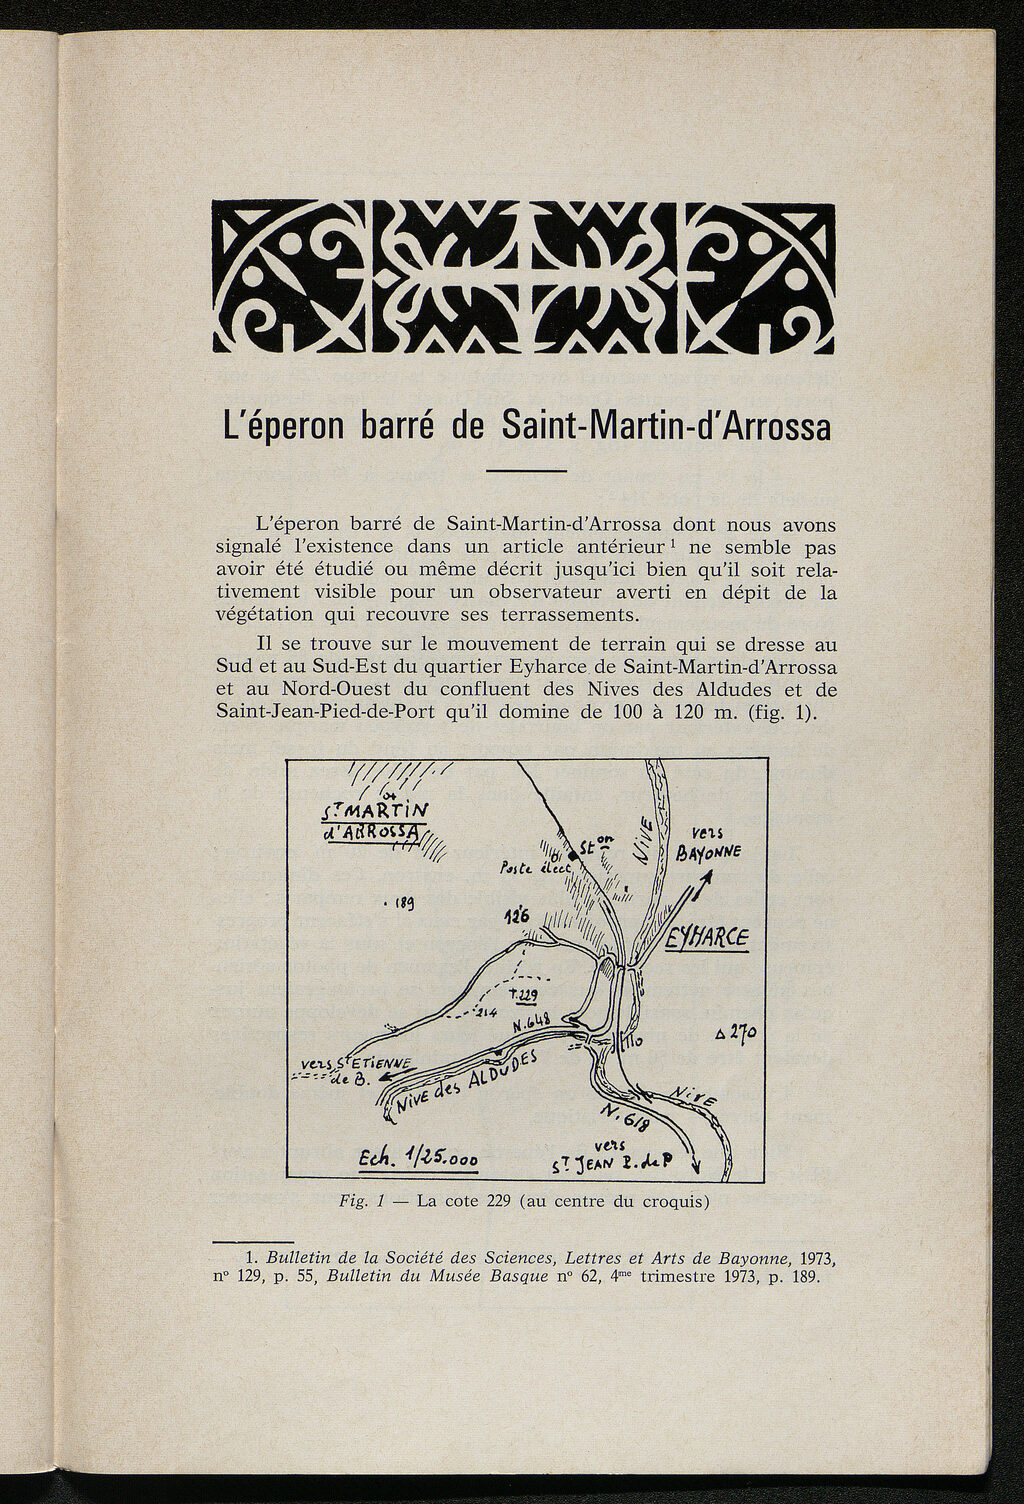 L'éperon barré de Saint-Martin-d'Arrossa
L'éperon barré de Saint-Martin-d'Arrossa dont nous avons
signalé l'existence dans un article antérieur ¹ ne semble pas
avoir été étudié ou même décrit jusqu'ici bien qu'il soit rela-
tivement visible pour un observateur averti en dépit de la
végétation qui recouvre ses terrassements.
Il se trouve sur le mouvement de terrain qui se dresse au
Sud et au Sud-Est du quartier Eyharce de Saint-Martin-d'Arrossa
et au Nord-Ouest du confluent des Nives des Aldudes et de
Saint-Jean-Pied-de-Port qu'il domine de 100 à 120 m. (fig. 1).
ST MARTIN
d'ARROSSA
Ston
Poste élect.
NIVE
vers
BAYONNE
189
126
EYHARCE
T.229
214
N.648
110
270
vers St ETIENNE
de B.
NIVE des ALDUDES
NIVE
N.618
Ech. 1/25.000
vers
ST JEAN P. de P
Fig. 1 — La cote 229 (au centre du croquis)
1. Bulletin de la Société des Sciences, Lettres et Arts de Bayonne, 1973,
n° 129, p. 55, Bulletin du Musée Basque n° 62, 4me trimestre 1973, p. 189.